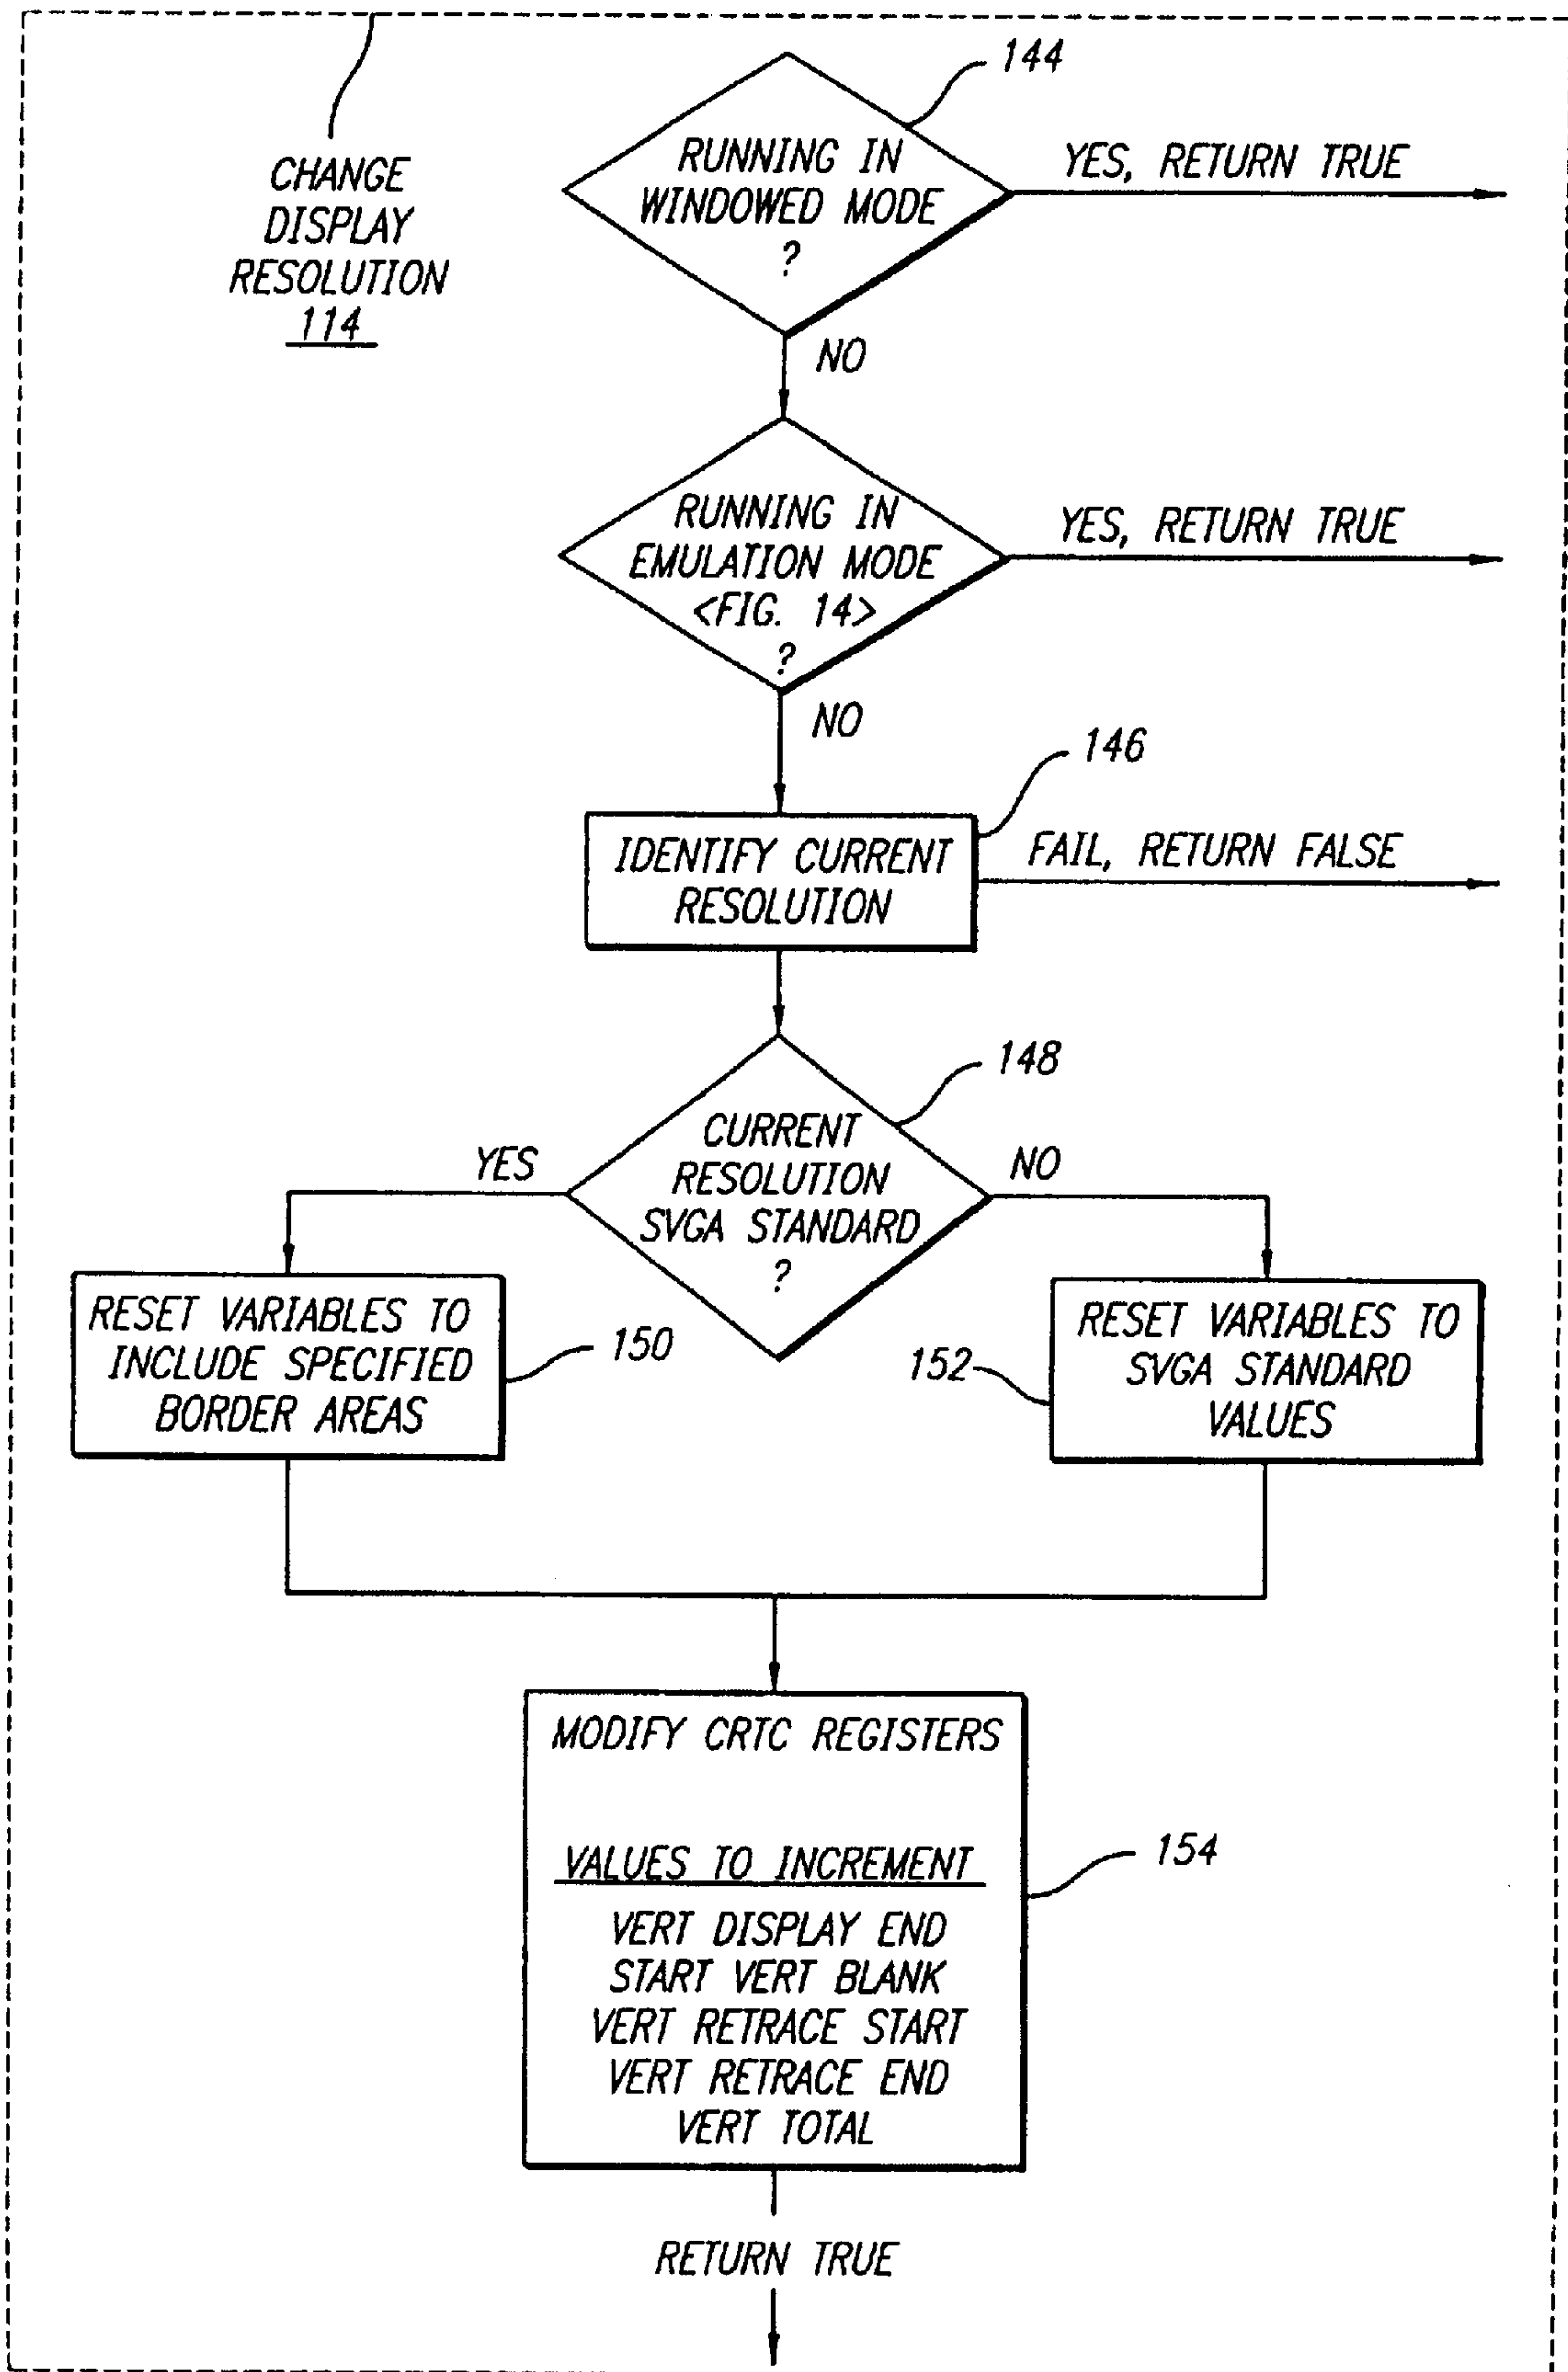 CHANGE
DISPLAY
RESOLUTION
114
144
RUNNING IN
WINDOWED MODE
?
YES, RETURN TRUE
NO
RUNNING IN
EMULATION MODE
<FIG. 14>
?
YES, RETURN TRUE
NO
146
IDENTIFY CURRENT
RESOLUTION
FAIL, RETURN FALSE
148
CURRENT
RESOLUTION
SVGA STANDARD
?
YES
NO
RESET VARIABLES TO
INCLUDE SPECIFIED
BORDER AREAS
150
152
RESET VARIABLES TO
SVGA STANDARD
VALUES
MODIFY CRTC REGISTERS
VALUES TO INCREMENT
VERT DISPLAY END
START VERT BLANK
VERT RETRACE START
VERT RETRACE END
VERT TOTAL
154
RETURN TRUE